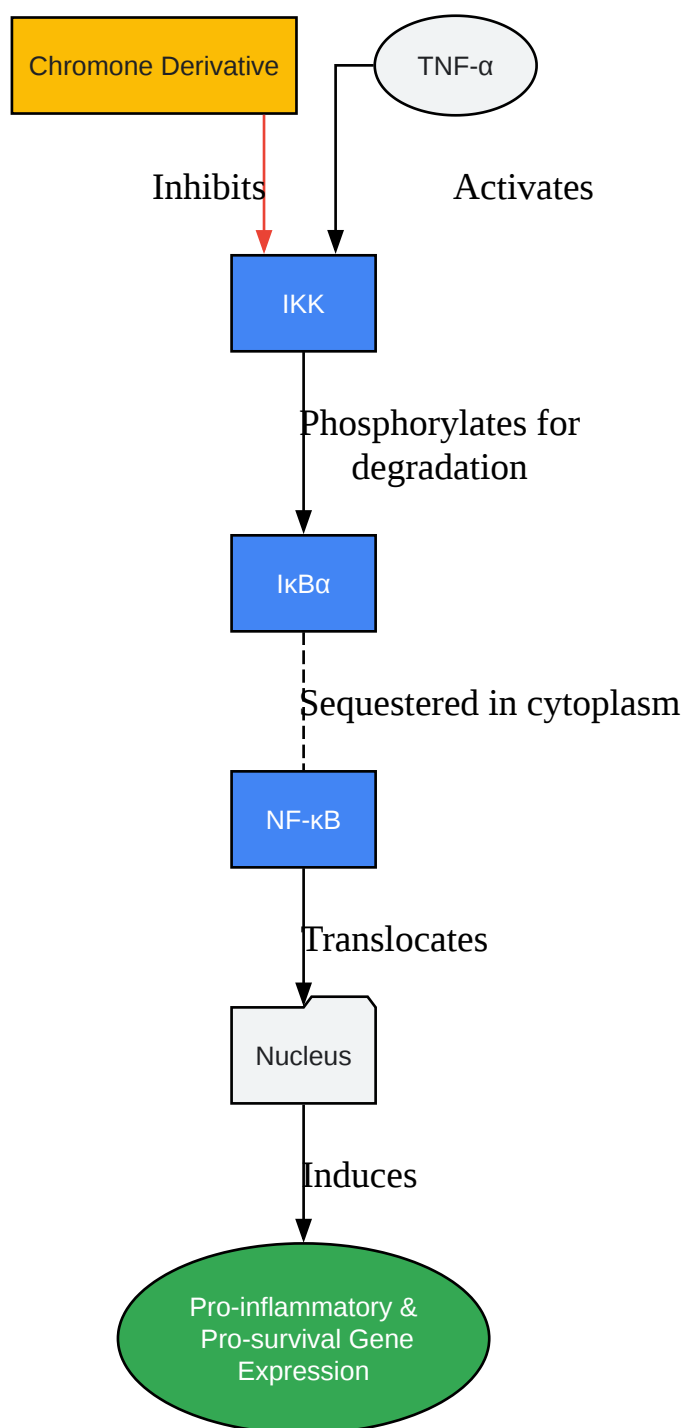 Chromone Derivative
TNF-α
Inhibits
Activates
IKK
Phosphorylates for
degradation
IκBα
Sequestered in cytoplasm
NF-κB
Translocates
Nucleus
Induces
Pro-inflammatory &
Pro-survival Gene
Expression